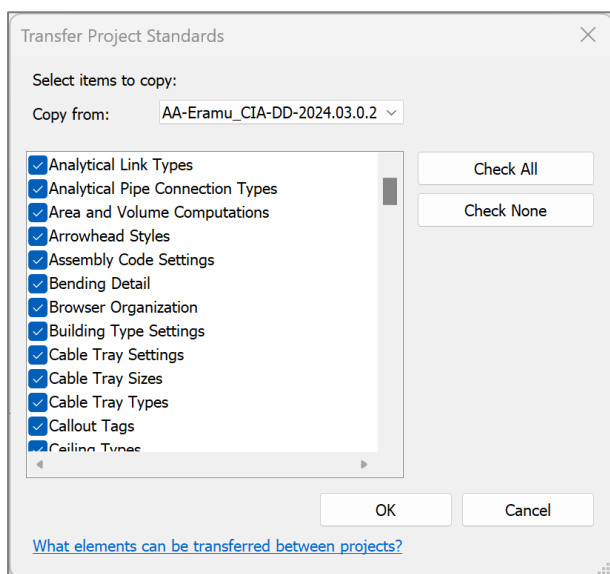 Transfer Project Standards
Select items to copy:
Copy from: AA-Eramu_CIA-DD-2024.03.0.2
Analytical Link Types
Analytical Pipe Connection Types
Area and Volume Computations
Arrowhead Styles
Assembly Code Settings
Bending Detail
Browser Organization
Building Type Settings
Cable Tray Settings
Cable Tray Sizes
Cable Tray Types
Callout Tags
Ceiling Types
Check All
Check None
OK Cancel
What elements can be transferred between projects?